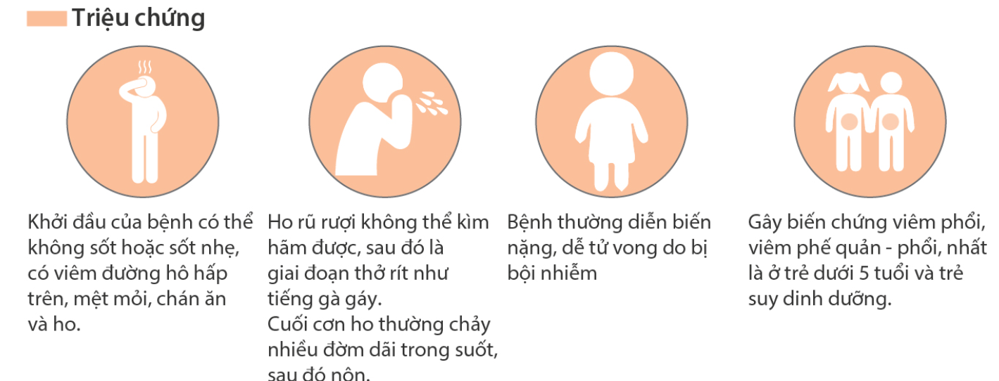 Triệu chứng
Khởi đầu của bệnh có thể
không sốt hoặc sốt nhẹ,
có viêm đường hô hấp
trên, mệt mỏi, chán ăn
và ho.
Ho rũ rượi không thể kìm
hãm được, sau đó là
giai đoạn thở rít như
tiếng gà gáy.
Cuối cơn ho thường chảy
nhiều đờm dãi trong suốt,
sau đó nôn.
Bệnh thường diễn biến
nặng, dễ tử vong do bị
bội nhiễm
Gây biến chứng viêm phổi,
viêm phế quản - phổi, nhất
là ở trẻ dưới 5 tuổi và trẻ
suy dinh dưỡng.